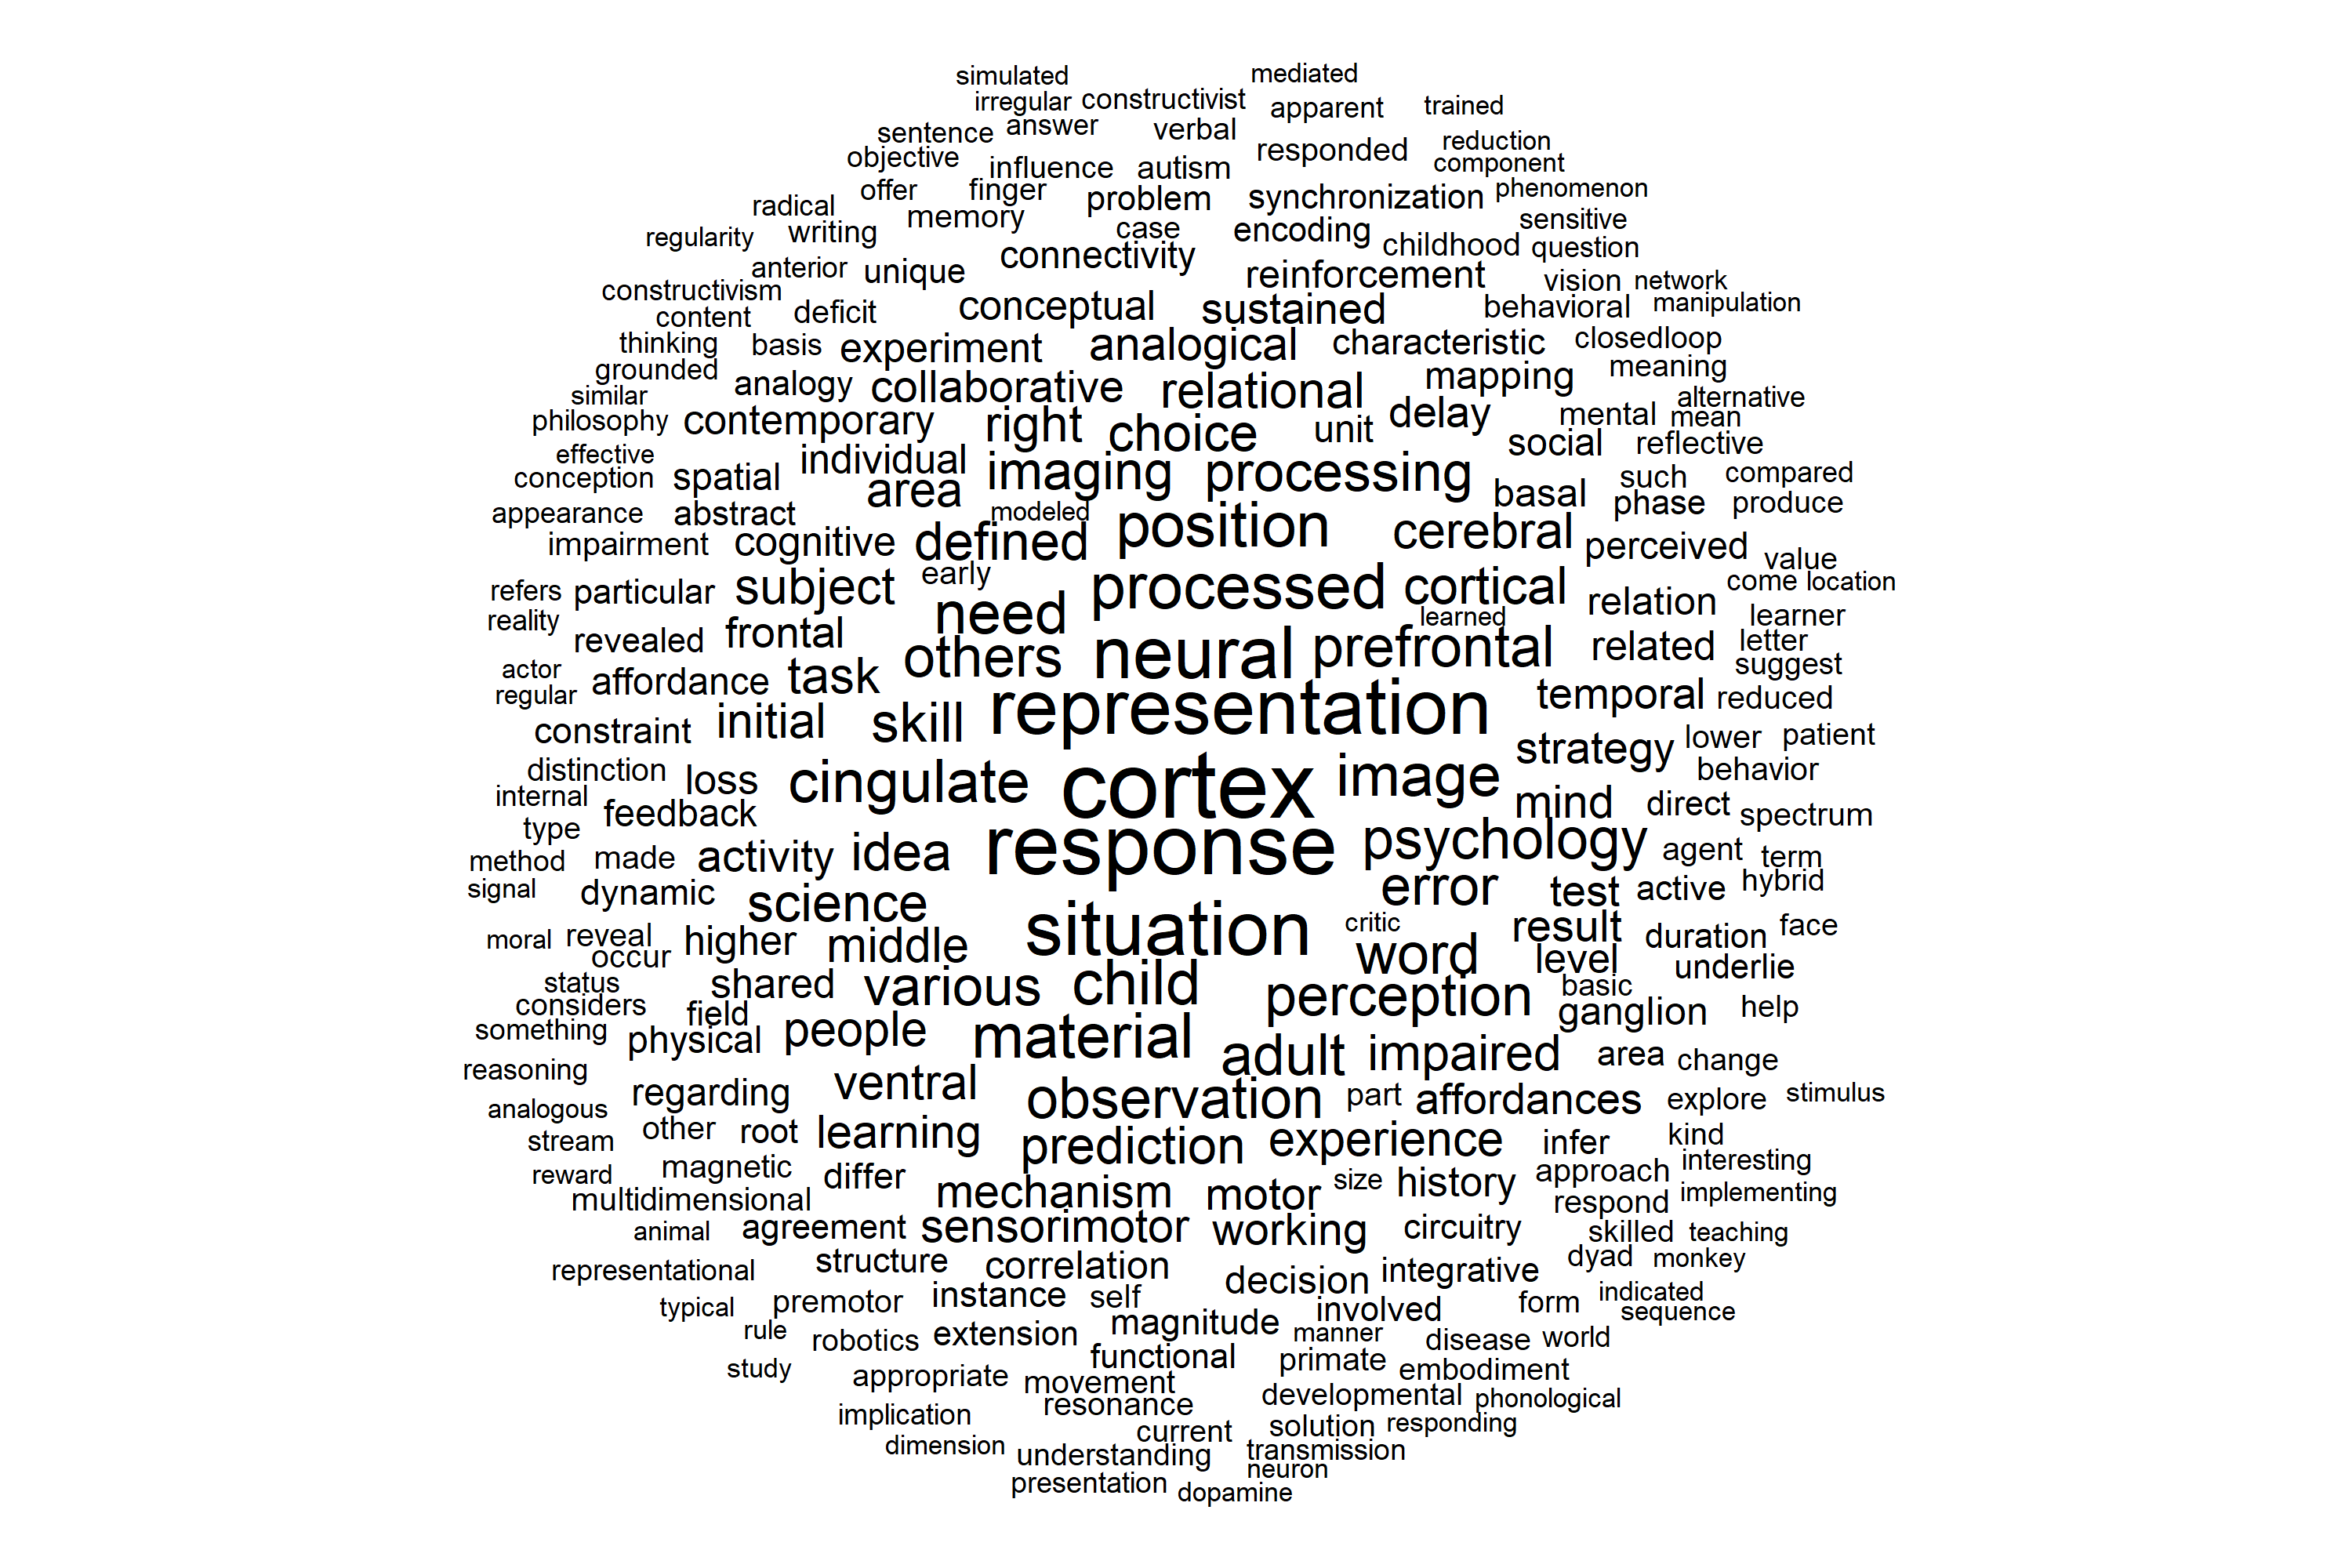 simulated mediated
irregular constructivist apparent trained
sentence answer verbal reduction
objective influence autism responded component
offer finger problem synchronization phenomenon
radical memory case sensitive
regularity writing connectivity encoding childhood question
anterior unique reinforcement vision network
constructivism conceptual sustained behavioral manipulation
content deficit
thinking basis experiment analogical characteristic closedloop
grounded analogy collaborative relational mapping meaning
similar alternative
philosophy contemporary right choice unit delay mental mean
effective individual imaging processing social reflective
conception spatial area basal such compared
appearance abstract modeled position phase produce
impairment cognitive defined cerebral perceived value
refers particular subject early processed cortical relation come location
reality need learned learner
revealed frontal others neural prefrontal related letter
actor affordance task suggest
regular representation temporal reduced
constraint initial skill strategy lower patient
distinction loss cingulate cortex image behavior
internal feedback mind direct spectrum
type response psychology
method made activity idea agent term
signal dynamic science error test active hybrid
moral reveal higher middle situation critic word result duration face
occur level underlie
status shared various child perception basic
considers field ganglion help
something physical people material
reasoning adult impaired area change
analogous regarding ventral observation part affordances explore stimulus
stream other root learning prediction experience infer kind
reward magnetic differ size history approach interesting
multidimensional mechanism motor respond implementing
animal agreement sensorimotor working circuitry skilled teaching
representational structure correlation decision integrative dyad monkey
typical premotor instance self involved form indicated
sequence
rule robotics extension magnitude manner disease world
study functional primate embodiment
appropriate movement developmental phonological
implication resonance current solution responding
dimension understanding transmission
presentation neuron
dopamine